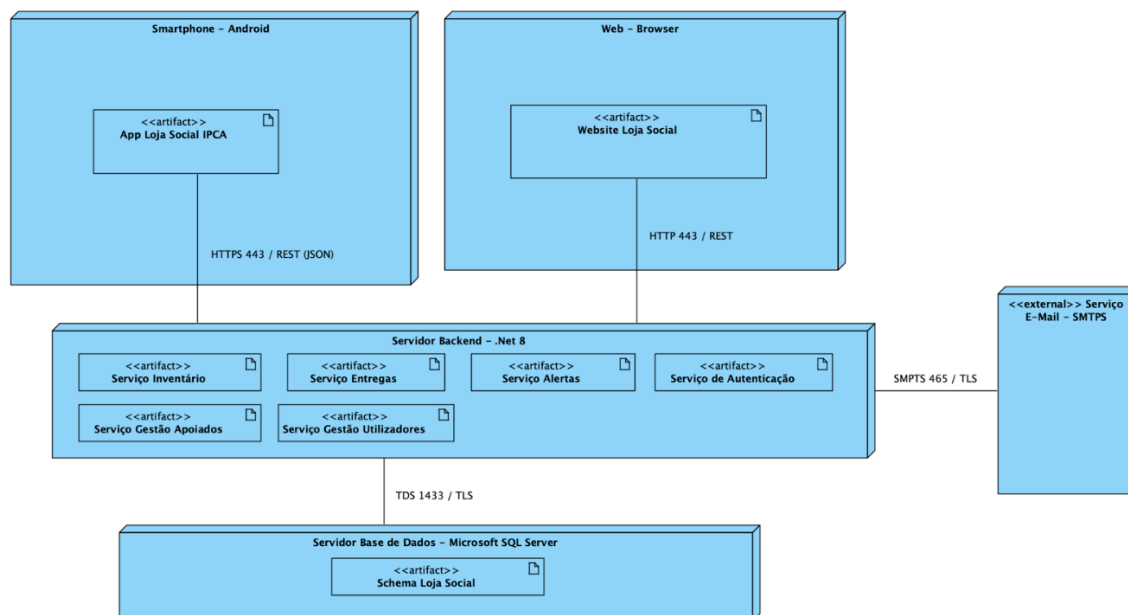 Smartphone - Android
<<artifact>>
App Loja Social IPCA
HTTPS 443 / REST (JSON)
Web - Browser
<<artifact>>
Website Loja Social
HTTP 443 / REST
<<external>> Serviço
E-Mail - SMTPS
Servidor Backend - .Net 8
<<artifact>>
Serviço Inventário
<<artifact>>
Serviço Entregas
<<artifact>>
Serviço Alertas
<<artifact>>
Serviço de Autenticação
<<artifact>>
Serviço Gestão Apoiados
<<artifact>>
Serviço Gestão Utilizadores
SMPTS 465 / TLS
TDS 1433 / TLS
Servidor Base de Dados - Microsoft SQL Server
<<artifact>>
Schema Loja Social